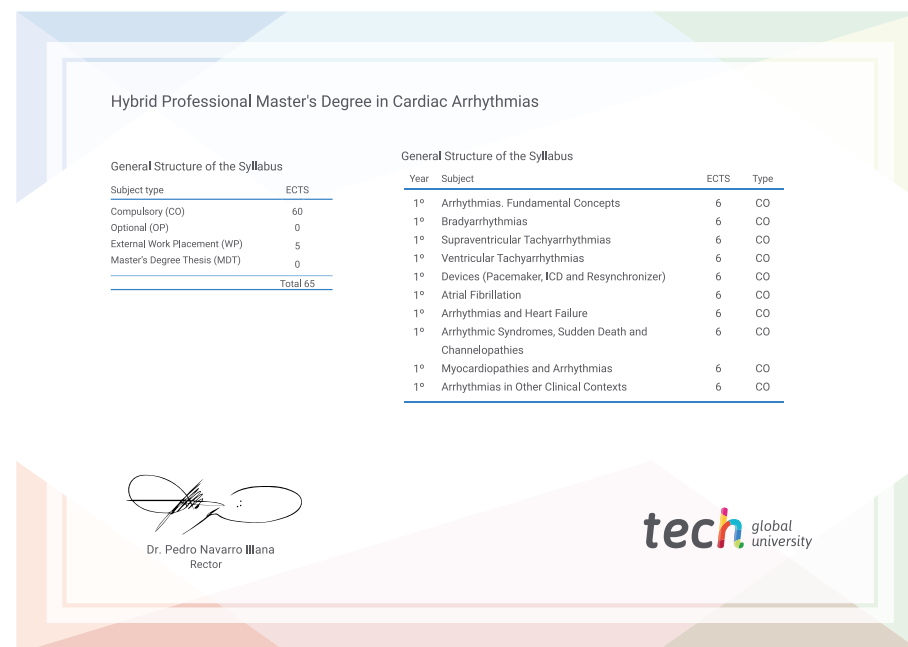 Hybrid Professional Master's Degree in Cardiac Arrhythmias
General Structure of the Syllabus
Subject type ECTS
Compulsory (CO) 60
Optional (OP) 0
External Work Placement (WP) 5
Master's Degree Thesis (MDT) 0
Total 65
General Structure of the Syllabus
Year Subject ECTS Type
1º Arrhythmias. Fundamental Concepts 6 CO
1º Bradyarrhythmias 6 CO
1º Supraventricular Tachyarrhythmias 6 CO
1º Ventricular Tachyarrhythmias 6 CO
1º Devices (Pacemaker, ICD and Resynchronizer) 6 CO
1º Atrial Fibrillation 6 CO
1º Arrhythmias and Heart Failure 6 CO
1º Arrhythmic Syndromes, Sudden Death and 6 CO
Channelopathies
1º Myocardiopathies and Arrhythmias 6 CO
1º Arrhythmias in Other Clinical Contexts 6 CO
Dr. Pedro Navarro Illana
Rector
tech global
university